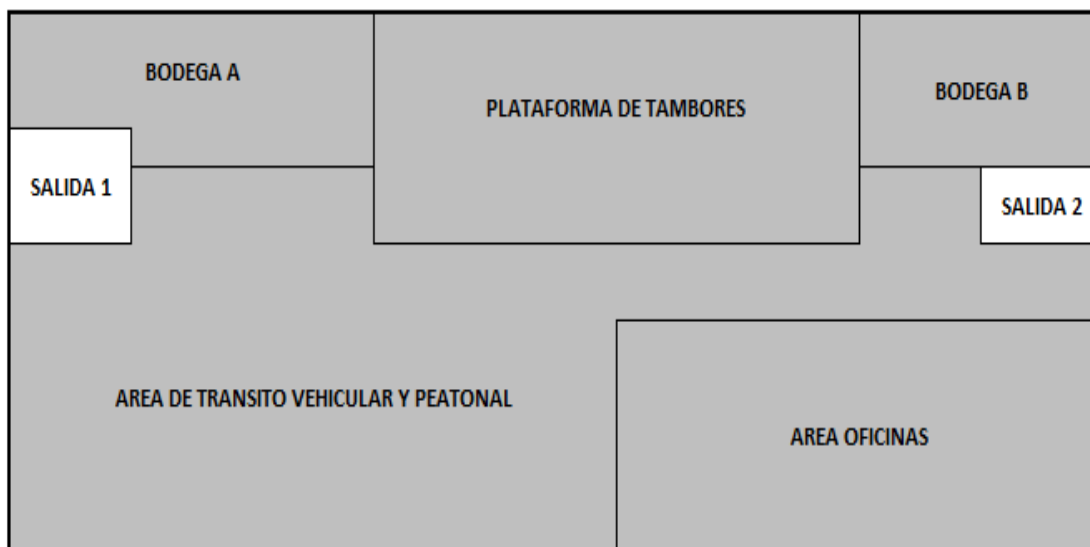 BODEGA A
PLATAFORMA DE TAMBORES
BODEGA B
SALIDA 1
SALIDA 2
AREA DE TRANSITO VEHICULAR Y PEATONAL
AREA OFICINAS